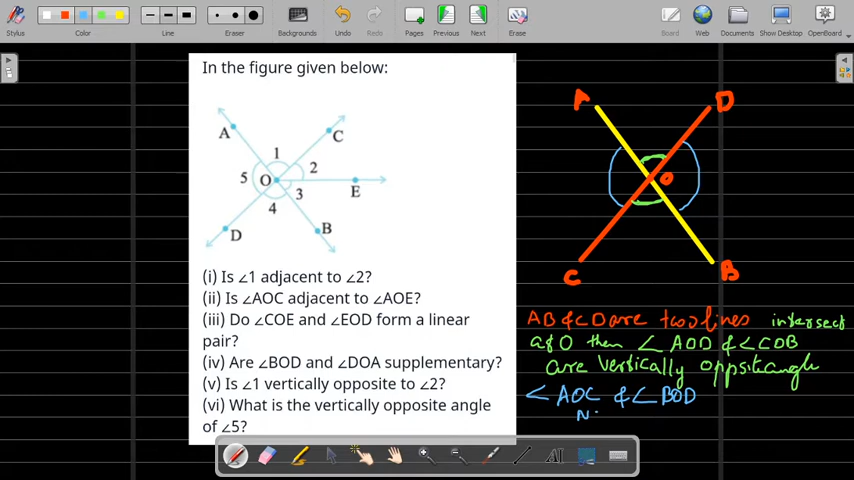 Stylus
Color
Line
Eraser
Backgrounds
Undo
Redo
Pages
Previous
Next
Erase
Board
Web
Documents
Show Desktop
OpenBoard
In the figure given below:
A
C
1
2
5
O
3
E
4
D
B
(i) Is ∠1 adjacent to ∠2?
(ii) Is ∠AOC adjacent to ∠AOE?
(iii) Do ∠COE and ∠EOD form a linear
pair?
(iv) Are ∠BOD and ∠DOA supplementary?
(v) Is ∠1 vertically opposite to ∠2?
(vi) What is the vertically opposite angle
of ∠5?
A
D
O
C
B
AB & CD are two lines intersect
at O then ∠AOD & ∠COB
are vertically oppsite angle
∠AOC & ∠BOD
AI